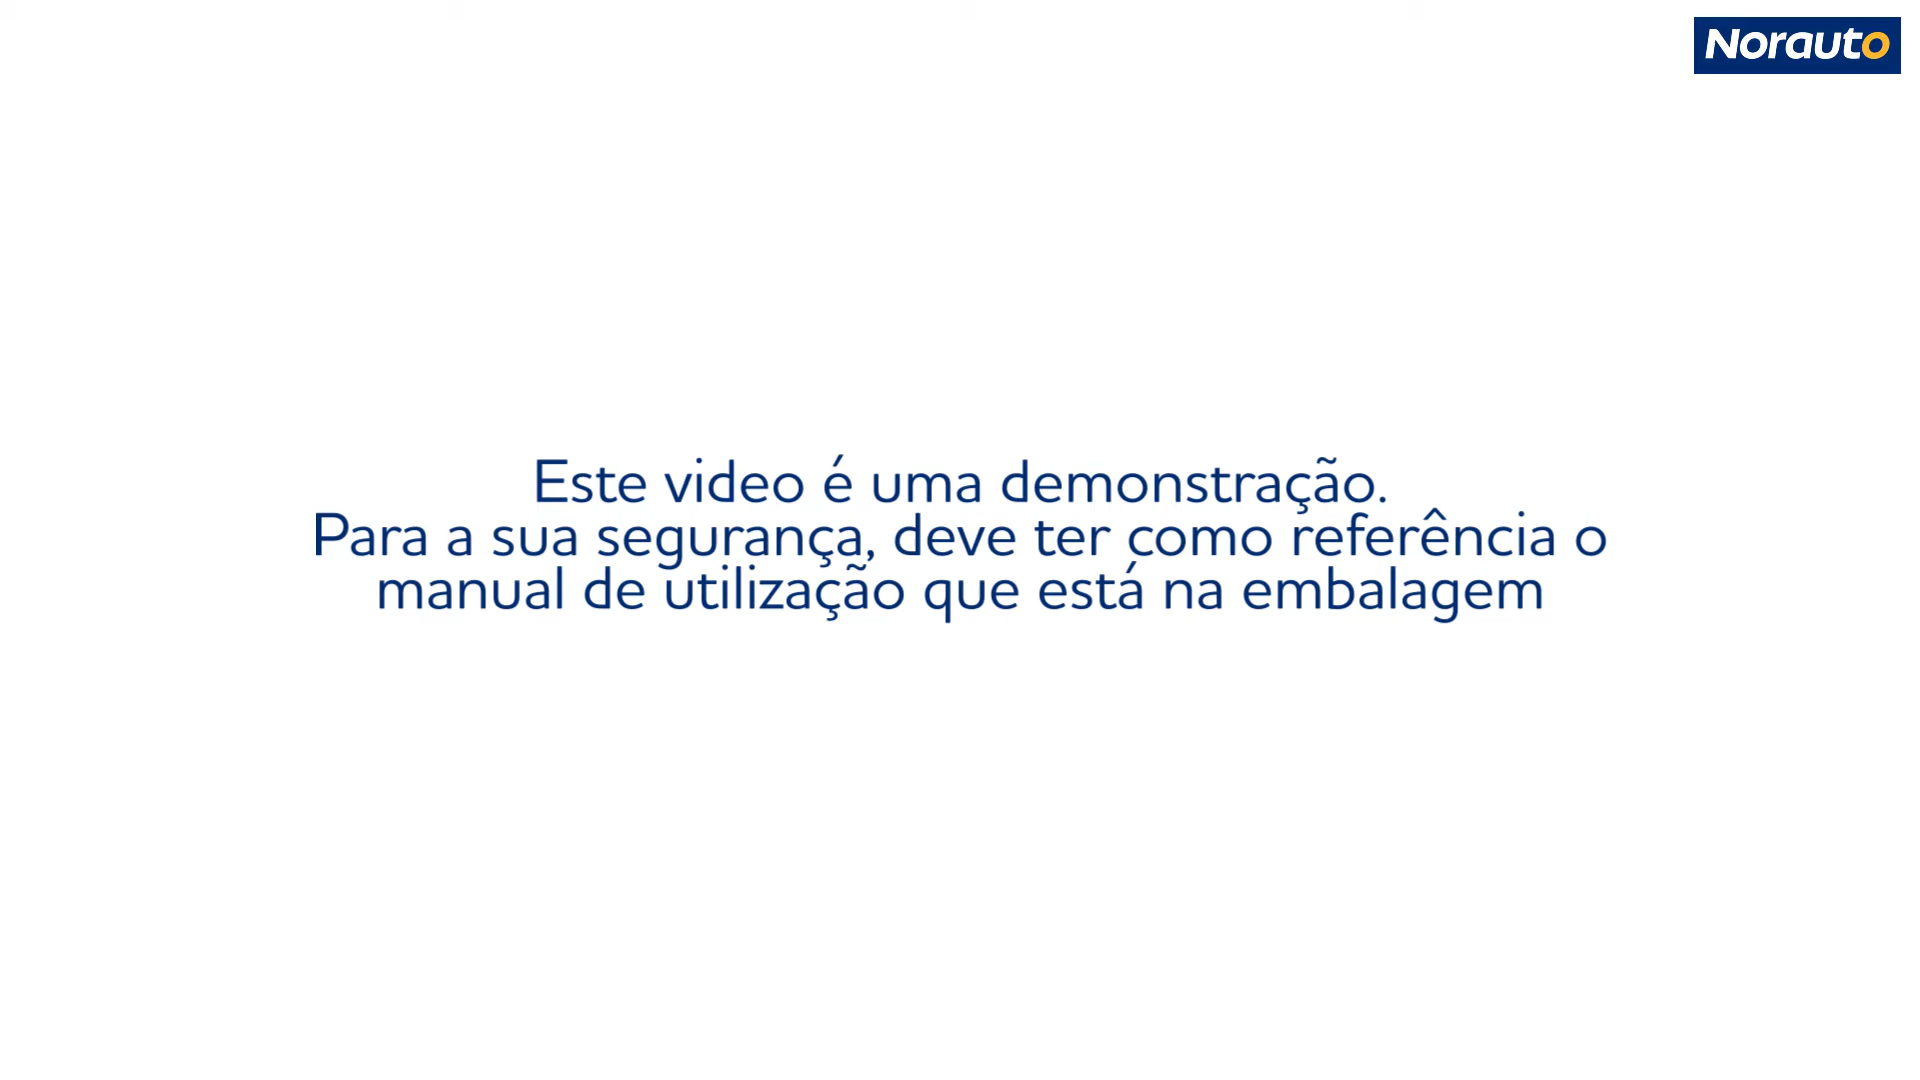 Norauto
Este video é uma demonstração.
Para a sua segurança, deve ter como referência o
manual de utilização que está na embalagem